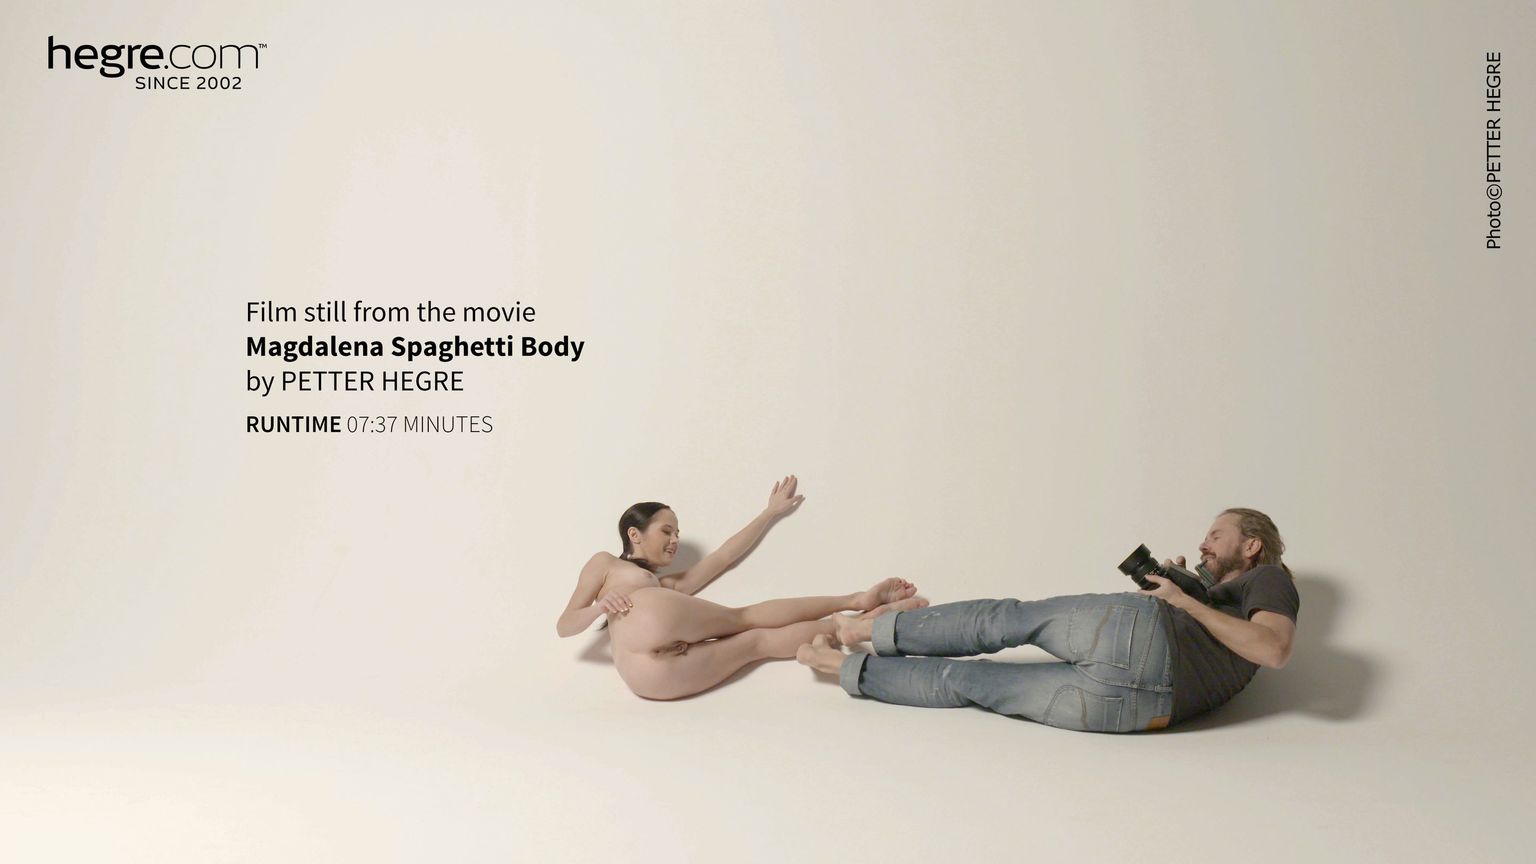 hegre.com™
SINCE 2002
Photo©PETTER HEGRE
Film still from the movie
Magdalena Spaghetti Body
by PETTER HEGRE
RUNTIME 07:37 MINUTES